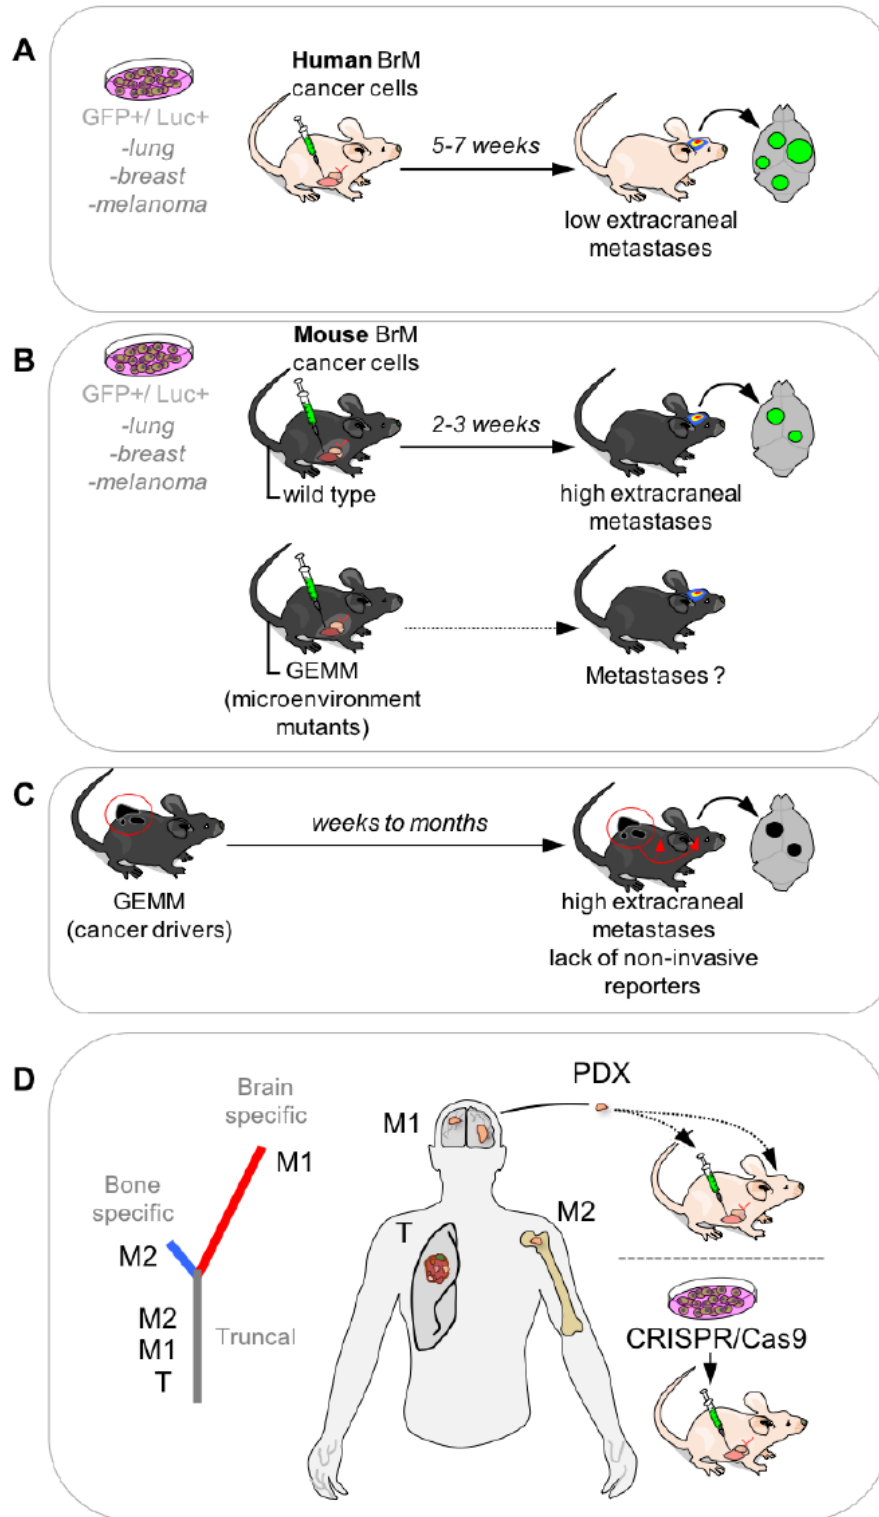 A
Human BrM
cancer cells
GFP+/ Luc+
-lung
-breast
-melanoma
5-7 weeks
low extracraneal
metastases
B
Mouse BrM
cancer cells
GFP+/ Luc+
-lung
-breast
-melanoma
2-3 weeks
wild type
high extracraneal
metastases
GEMM
(microenvironment
mutants)
Metastases ?
C
weeks to months
GEMM
(cancer drivers)
high extracraneal
metastases
lack of non-invasive
reporters
D
Brain
specific
M1
Bone
specific
M2
M2
M1
T
Truncal
M1
T
M2
PDX
CRISPR/Cas9